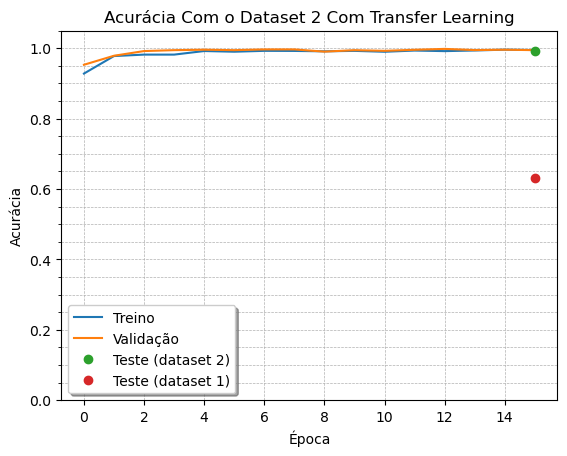 Acurácia Com o Dataset 2 Com Transfer Learning
1.0
0.8
0.6
0.4
0.2
0.0
Acurácia
Treino
Validação
Teste (dataset 2)
Teste (dataset 1)
0 2 4 6 8 10 12 14
Época